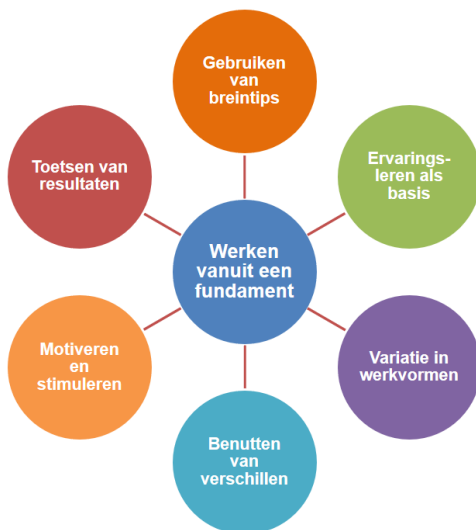 Gebruiken
van
breintips
Ervarings-
leren als
basis
Variatie in
werkvormen
Benutten
van
verschillen
Motiveren
en
stimuleren
Toetsen van
resultaten
Werken
vanuit een
fundament